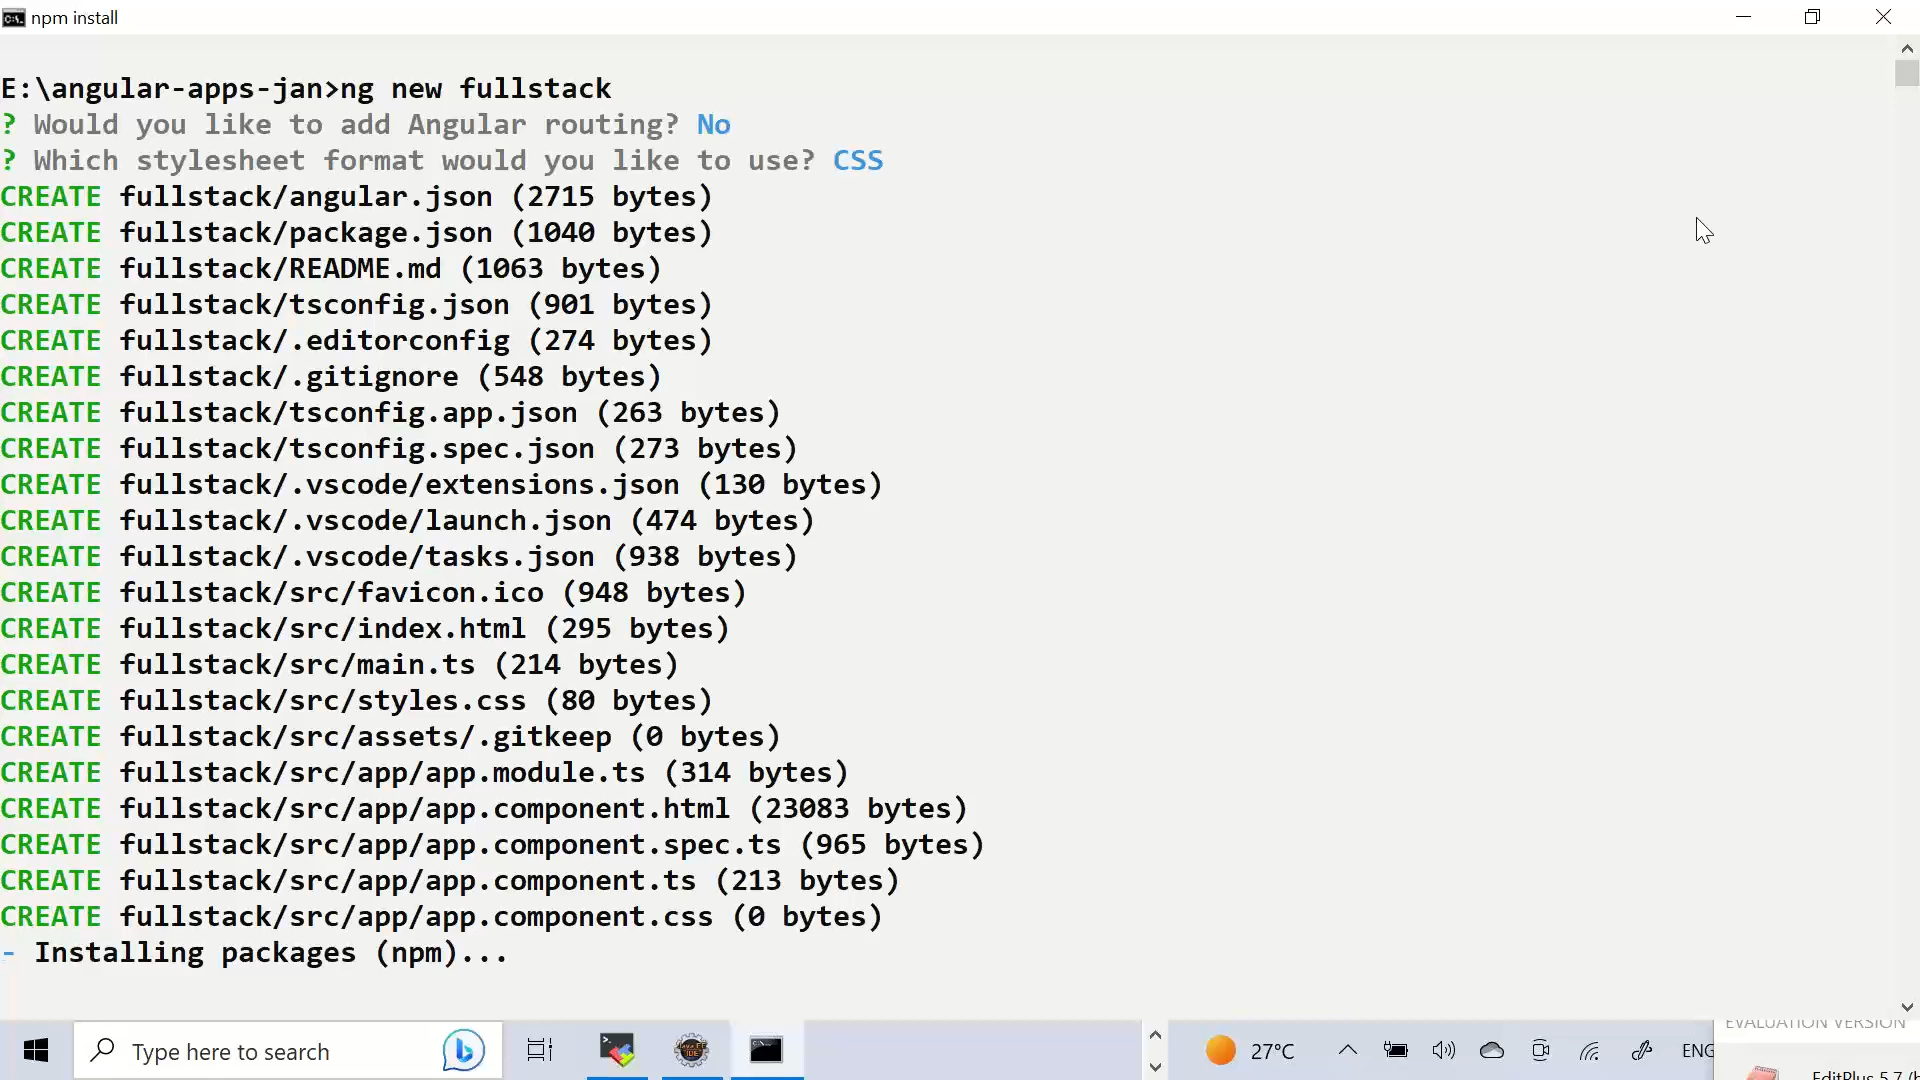 npm install
E:\angular-apps-jan>ng new fullstack
? Would you like to add Angular routing? No
? Which stylesheet format would you like to use? CSS
CREATE fullstack/angular.json (2715 bytes)
CREATE fullstack/package.json (1040 bytes)
CREATE fullstack/README.md (1063 bytes)
CREATE fullstack/tsconfig.json (901 bytes)
CREATE fullstack/.editorconfig (274 bytes)
CREATE fullstack/.gitignore (548 bytes)
CREATE fullstack/tsconfig.app.json (263 bytes)
CREATE fullstack/tsconfig.spec.json (273 bytes)
CREATE fullstack/.vscode/extensions.json (130 bytes)
CREATE fullstack/.vscode/launch.json (474 bytes)
CREATE fullstack/.vscode/tasks.json (938 bytes)
CREATE fullstack/src/favicon.ico (948 bytes)
CREATE fullstack/src/index.html (295 bytes)
CREATE fullstack/src/main.ts (214 bytes)
CREATE fullstack/src/styles.css (80 bytes)
CREATE fullstack/src/assets/.gitkeep (0 bytes)
CREATE fullstack/src/app/app.module.ts (314 bytes)
CREATE fullstack/src/app/app.component.html (23083 bytes)
CREATE fullstack/src/app/app.component.spec.ts (965 bytes)
CREATE fullstack/src/app/app.component.ts (213 bytes)
CREATE fullstack/src/app/app.component.css (0 bytes)
- Installing packages (npm)...
Type here to search
27°C
ENG
EVALUATION VERSION
EditPlus 5.7